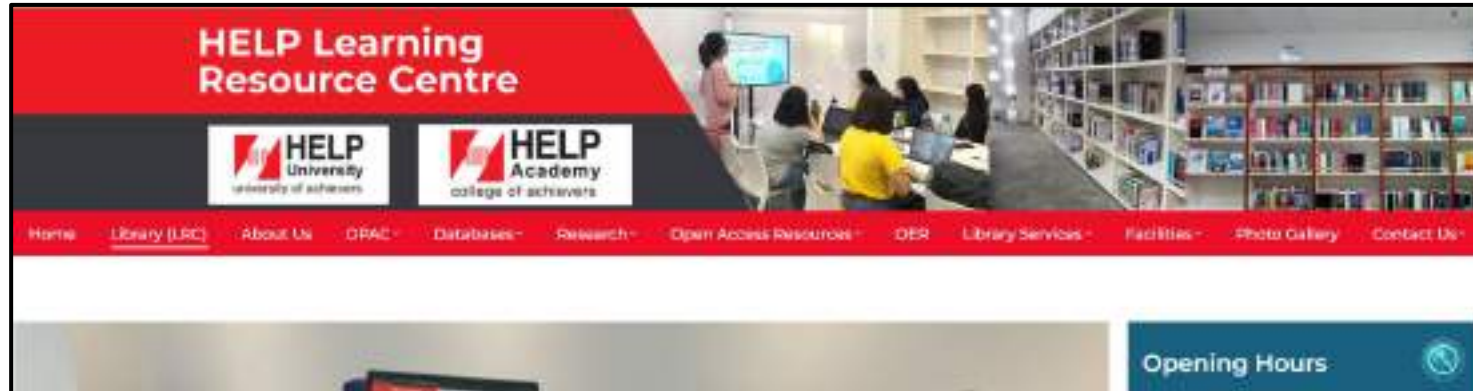 HELP Learning
Resource Centre
HELP
University
university of achievers
HELP
Academy
college of achievers
Home Library (LRC) About Us OPAC Databases Research Open Access Resources OER Library Services Facilities Photo Gallery Contact Us
Opening Hours